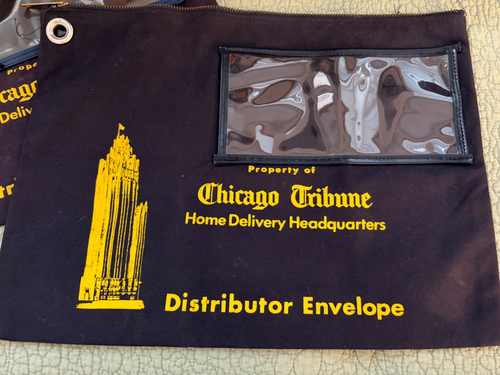 Property of
Chicago Tribune
Home Delivery Headquarters
Distributor Envelope